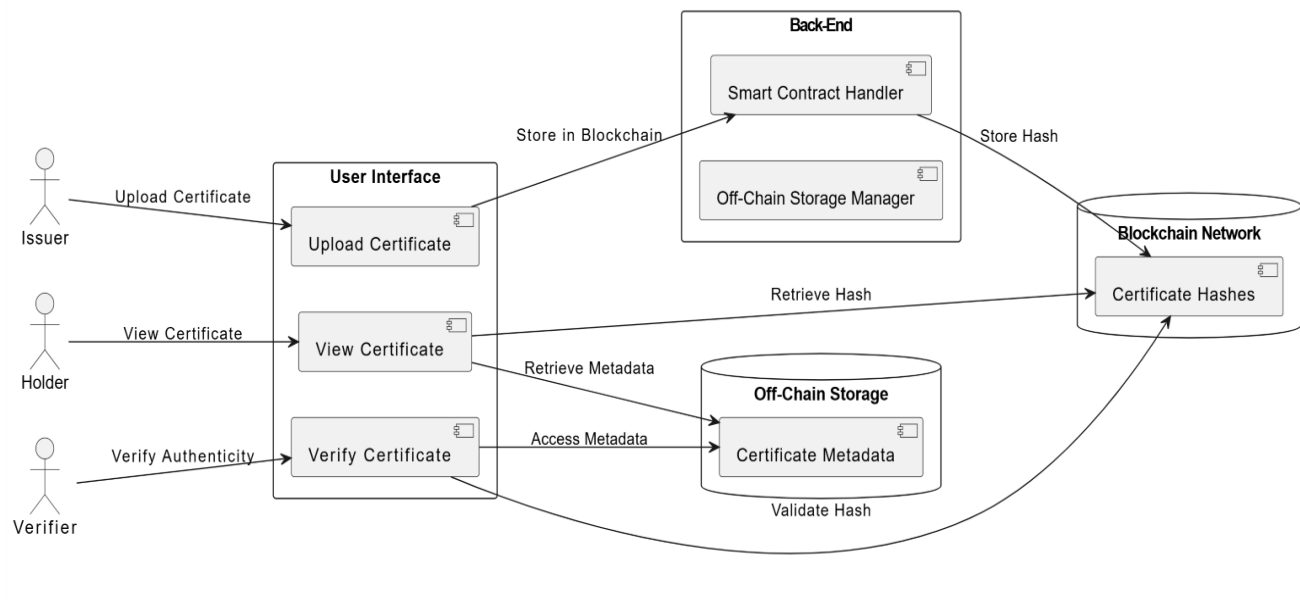 Back-End
Smart Contract Handler
Store in Blockchain
Store Hash
User Interface
Upload Certificate
Off-Chain Storage Manager
Issuer
Upload Certificate
Blockchain Network
Certificate Hashes
Retrieve Hash
View Certificate
View Certificate
Holder
Retrieve Metadata
Off-Chain Storage
Access Metadata
Certificate Metadata
Verify Authenticity
Verify Certificate
Validate Hash
Verifier